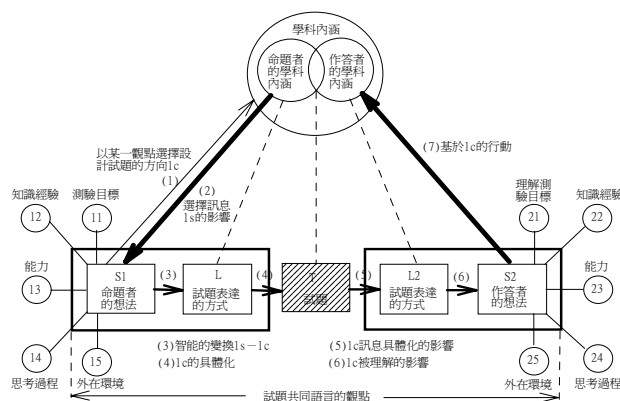 學科內涵
命題者
的學科
內涵
作答者
的學科
內涵
以某一觀點選擇設
計試題的方向1c
(1)
(2)
選擇訊息
1s的影響
(7)基於1c的行動
知識經驗
測驗目標
理解測
驗目標
知識經驗
12
11
21
22
能力
13
S1
命題者
的想法
(3)
L
試題表達
的方式
(4)
T
試題
(5)
L2
試題表達
的方式
(6)
S2
作答者
的想法
能力
23
14
思考過程
15
外在環境
(3)智能的變換1s－1c
(4)1c的具體化
(5)1c訊息具體化的影響
(6)1c被理解的影響
25
外在環境
24
思考過程
試題共同語言的觀點